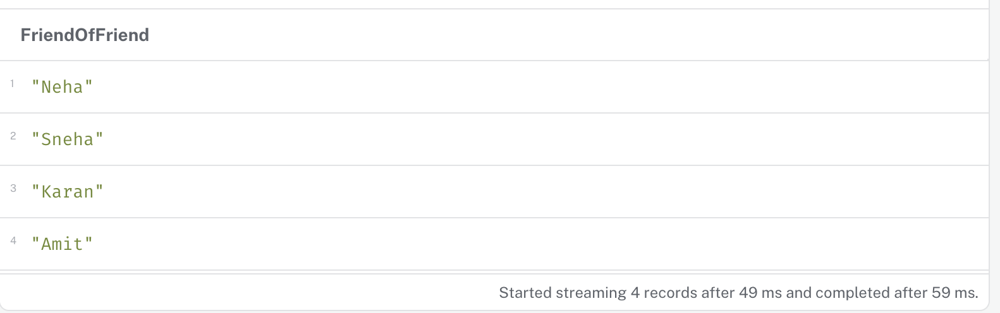 FriendOfFriend
1 "Neha"
2 "Sneha"
3 "Karan"
4 "Amit"
Started streaming 4 records after 49 ms and completed after 59 ms.